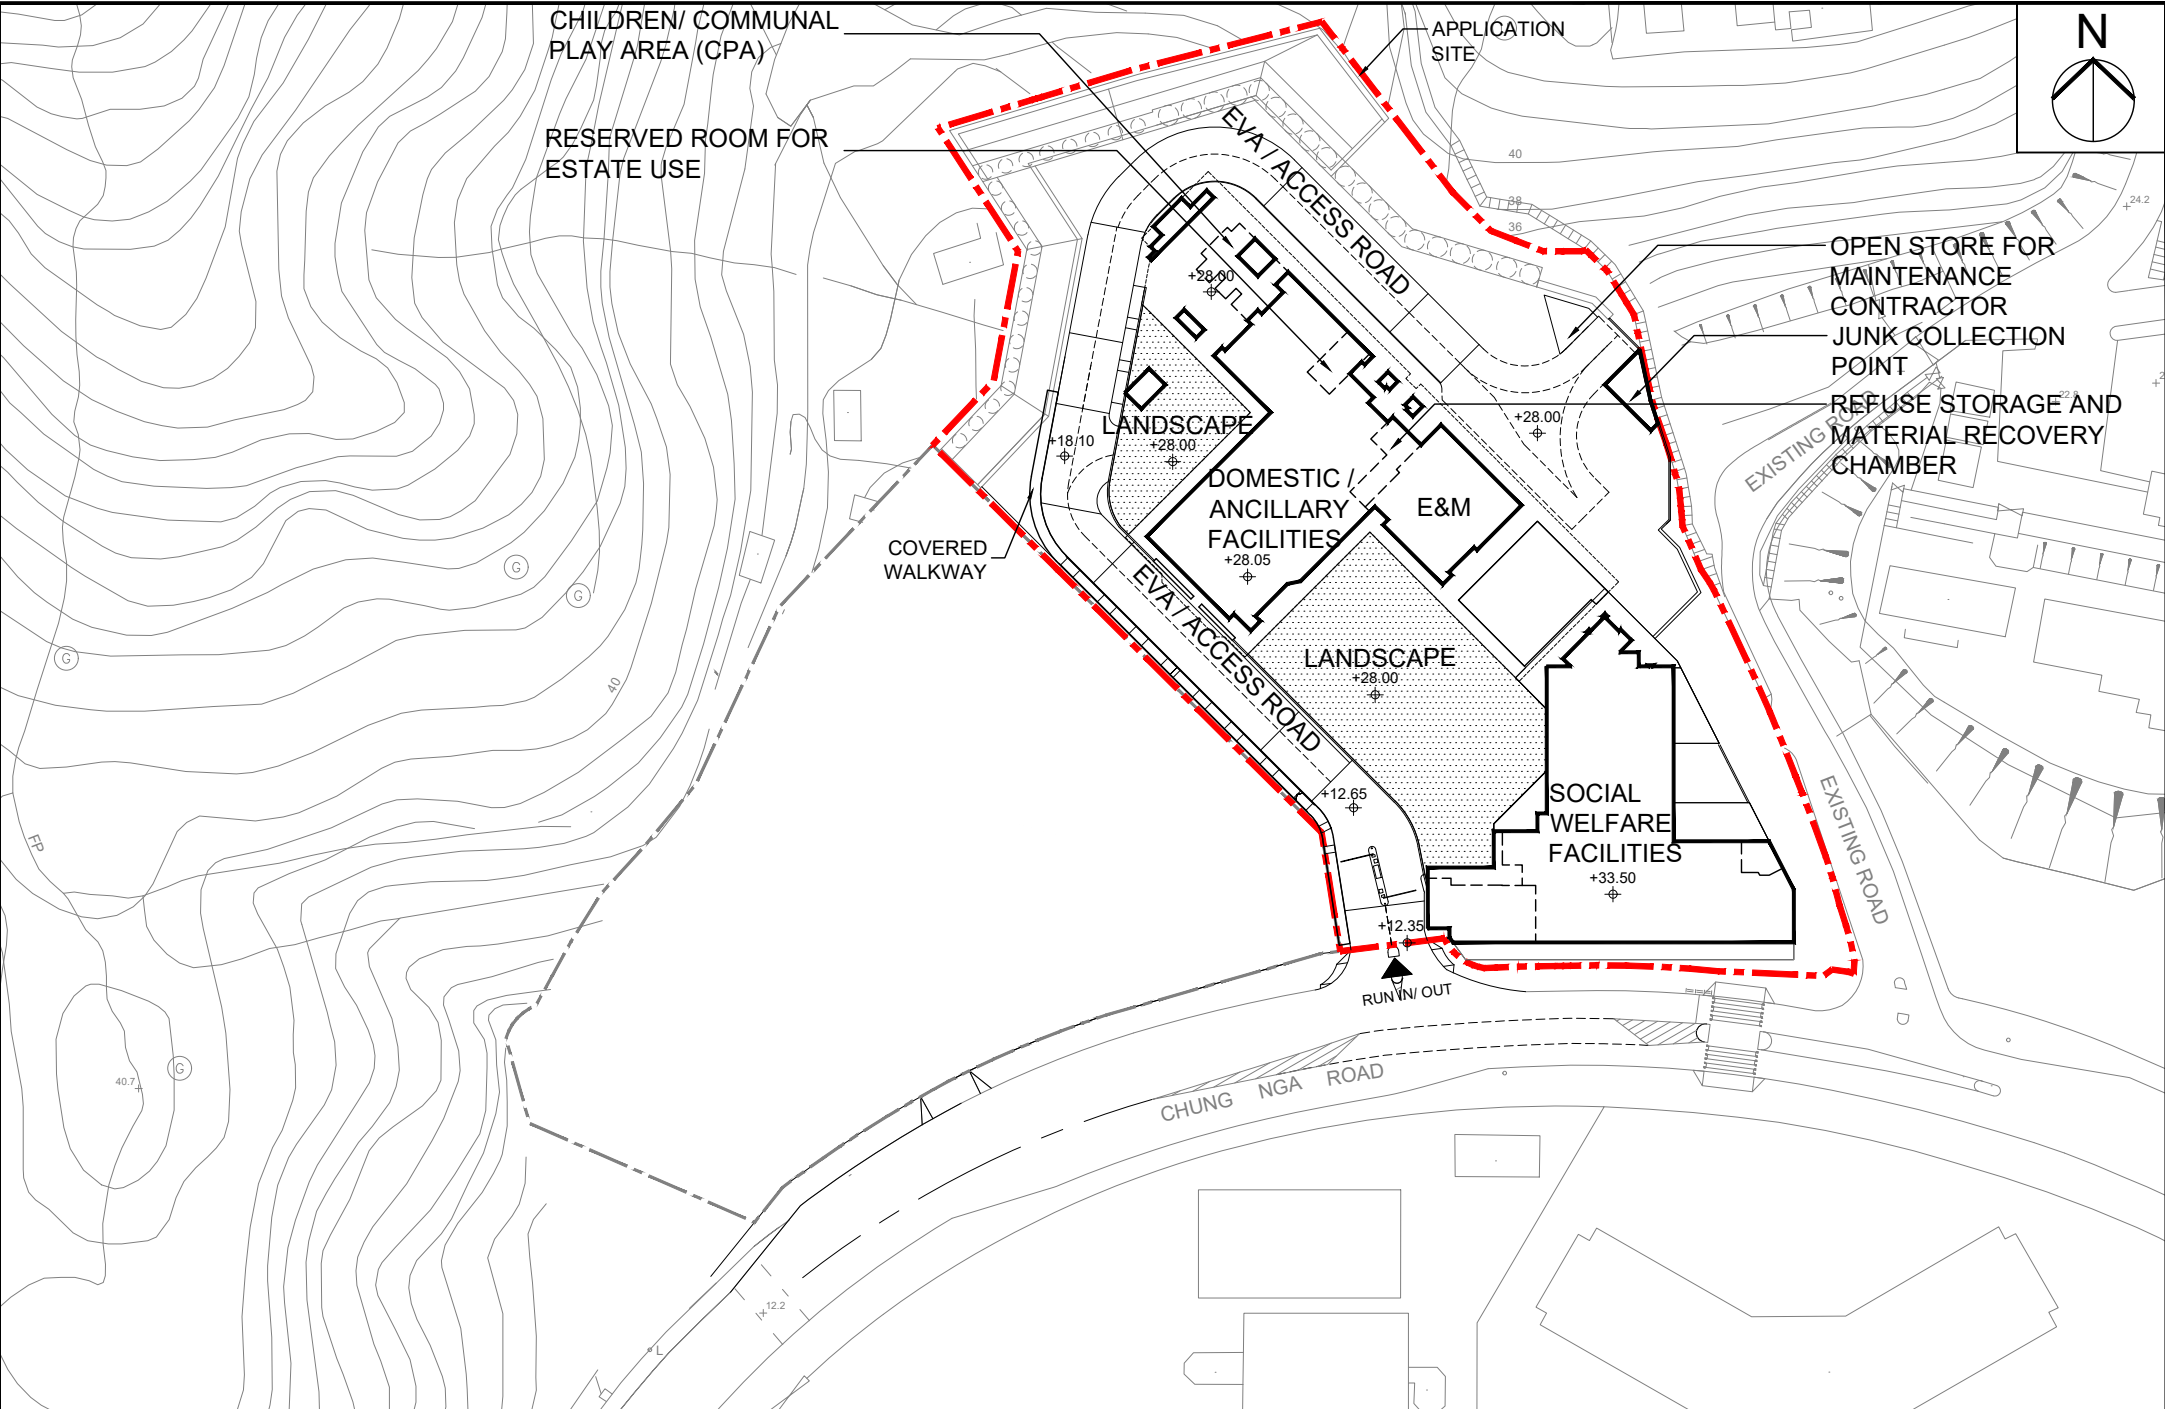 CHILDREN/ COMMUNAL
PLAY AREA (CPA)
APPLICATION
SITE
N
RESERVED ROOM FOR
ESTATE USE
EVA / ACCESS ROAD
40
38
36
24.2
OPEN STORE FOR
MAINTENANCE
CONTRACTOR
JUNK COLLECTION
POINT
REFUSE STORAGE AND
MATERIAL RECOVERY
CHAMBER
EXISTING ROAD
+28.00
+28.00
+18.10
LANDSCAPE
+28.00
DOMESTIC /
ANCILLARY
FACILITIES
+28.05
E&M
COVERED
WALKWAY
EVA / ACCESS ROAD
LANDSCAPE
+28.00
G
G
G
40
+12.65
SOCIAL
WELFARE
FACILITIES
+33.50
EXISTING ROAD
FP
+12.35
RUN IN/ OUT
G
40.7
CHUNG NGA ROAD
12.2
L